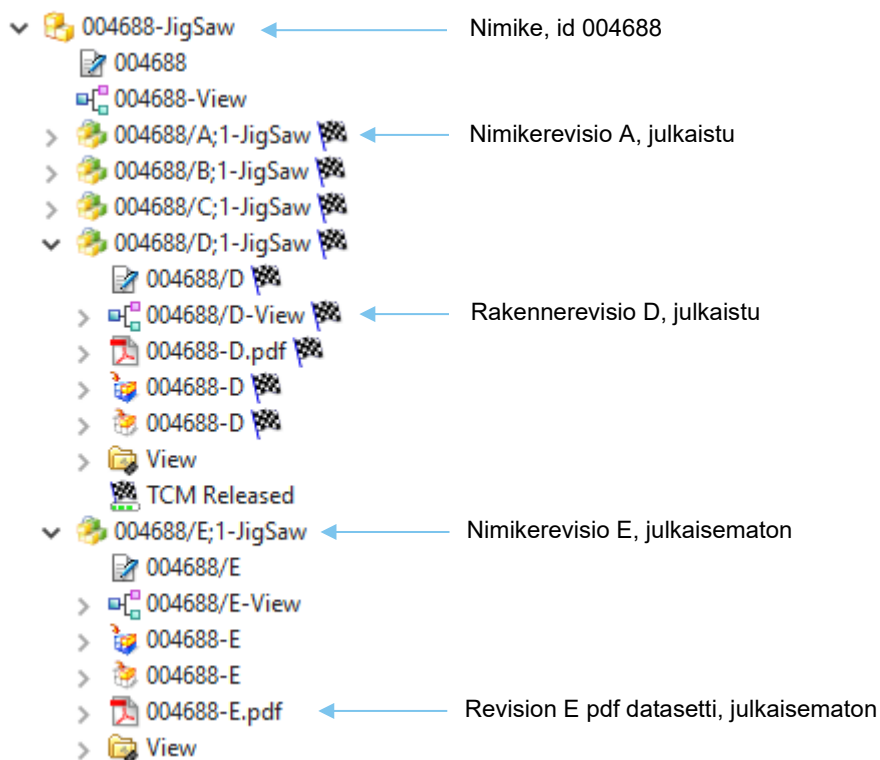 004688-JigSaw Nimike, id 004688
004688
004688-View
004688/A;1-JigSaw Nimikerevisio A, julkaistu
004688/B;1-JigSaw
004688/C;1-JigSaw
004688/D;1-JigSaw
004688/D
004688/D-View Rakennerevisio D, julkaistu
004688-D.pdf
004688-D
004688-D
View
TCM Released
004688/E;1-JigSaw Nimikerevisio E, julkaisematon
004688/E
004688/E-View
004688-E
004688-E
004688-E.pdf Revision E pdf datasetti, julkaisematon
View